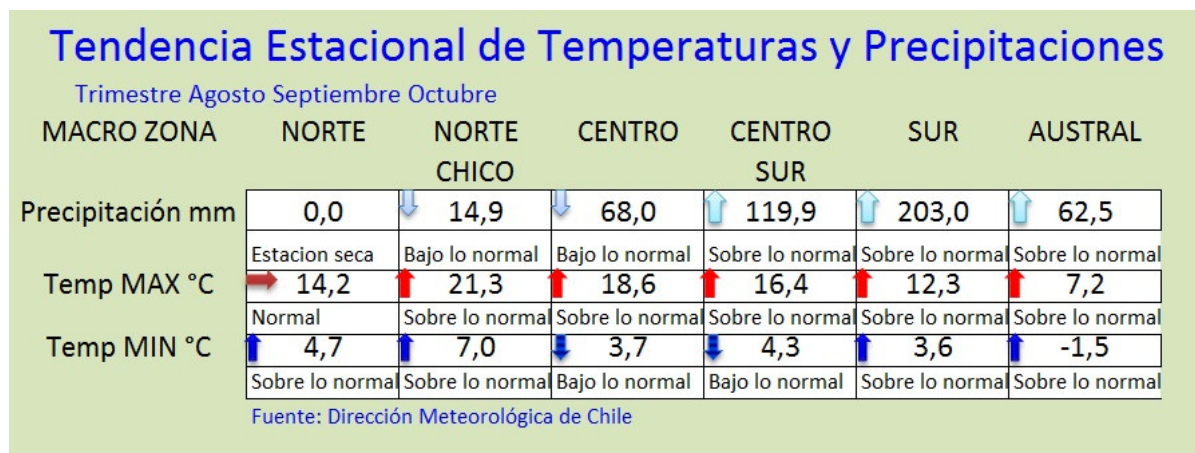 Tendencia Estacional de Temperaturas y Precipitaciones
Trimestre Agosto Septiembre Octubre
MACRO ZONA NORTE NORTE CENTRO CENTRO SUR AUSTRAL
CHICO SUR
Precipitación mm 0,0 14,9 68,0 119,9 203,0 62,5
Estacion seca Bajo lo normal Bajo lo normal Sobre lo normal Sobre lo normal Sobre lo normal
Temp MAX °C 14,2 21,3 18,6 16,4 12,3 7,2
Normal Sobre lo normal Sobre lo normal Sobre lo normal Sobre lo normal Sobre lo normal
Temp MIN °C 4,7 7,0 3,7 4,3 3,6 -1,5
Sobre lo normal Sobre lo normal Bajo lo normal Bajo lo normal Sobre lo normal Sobre lo normal
Fuente: Dirección Meteorológica de Chile